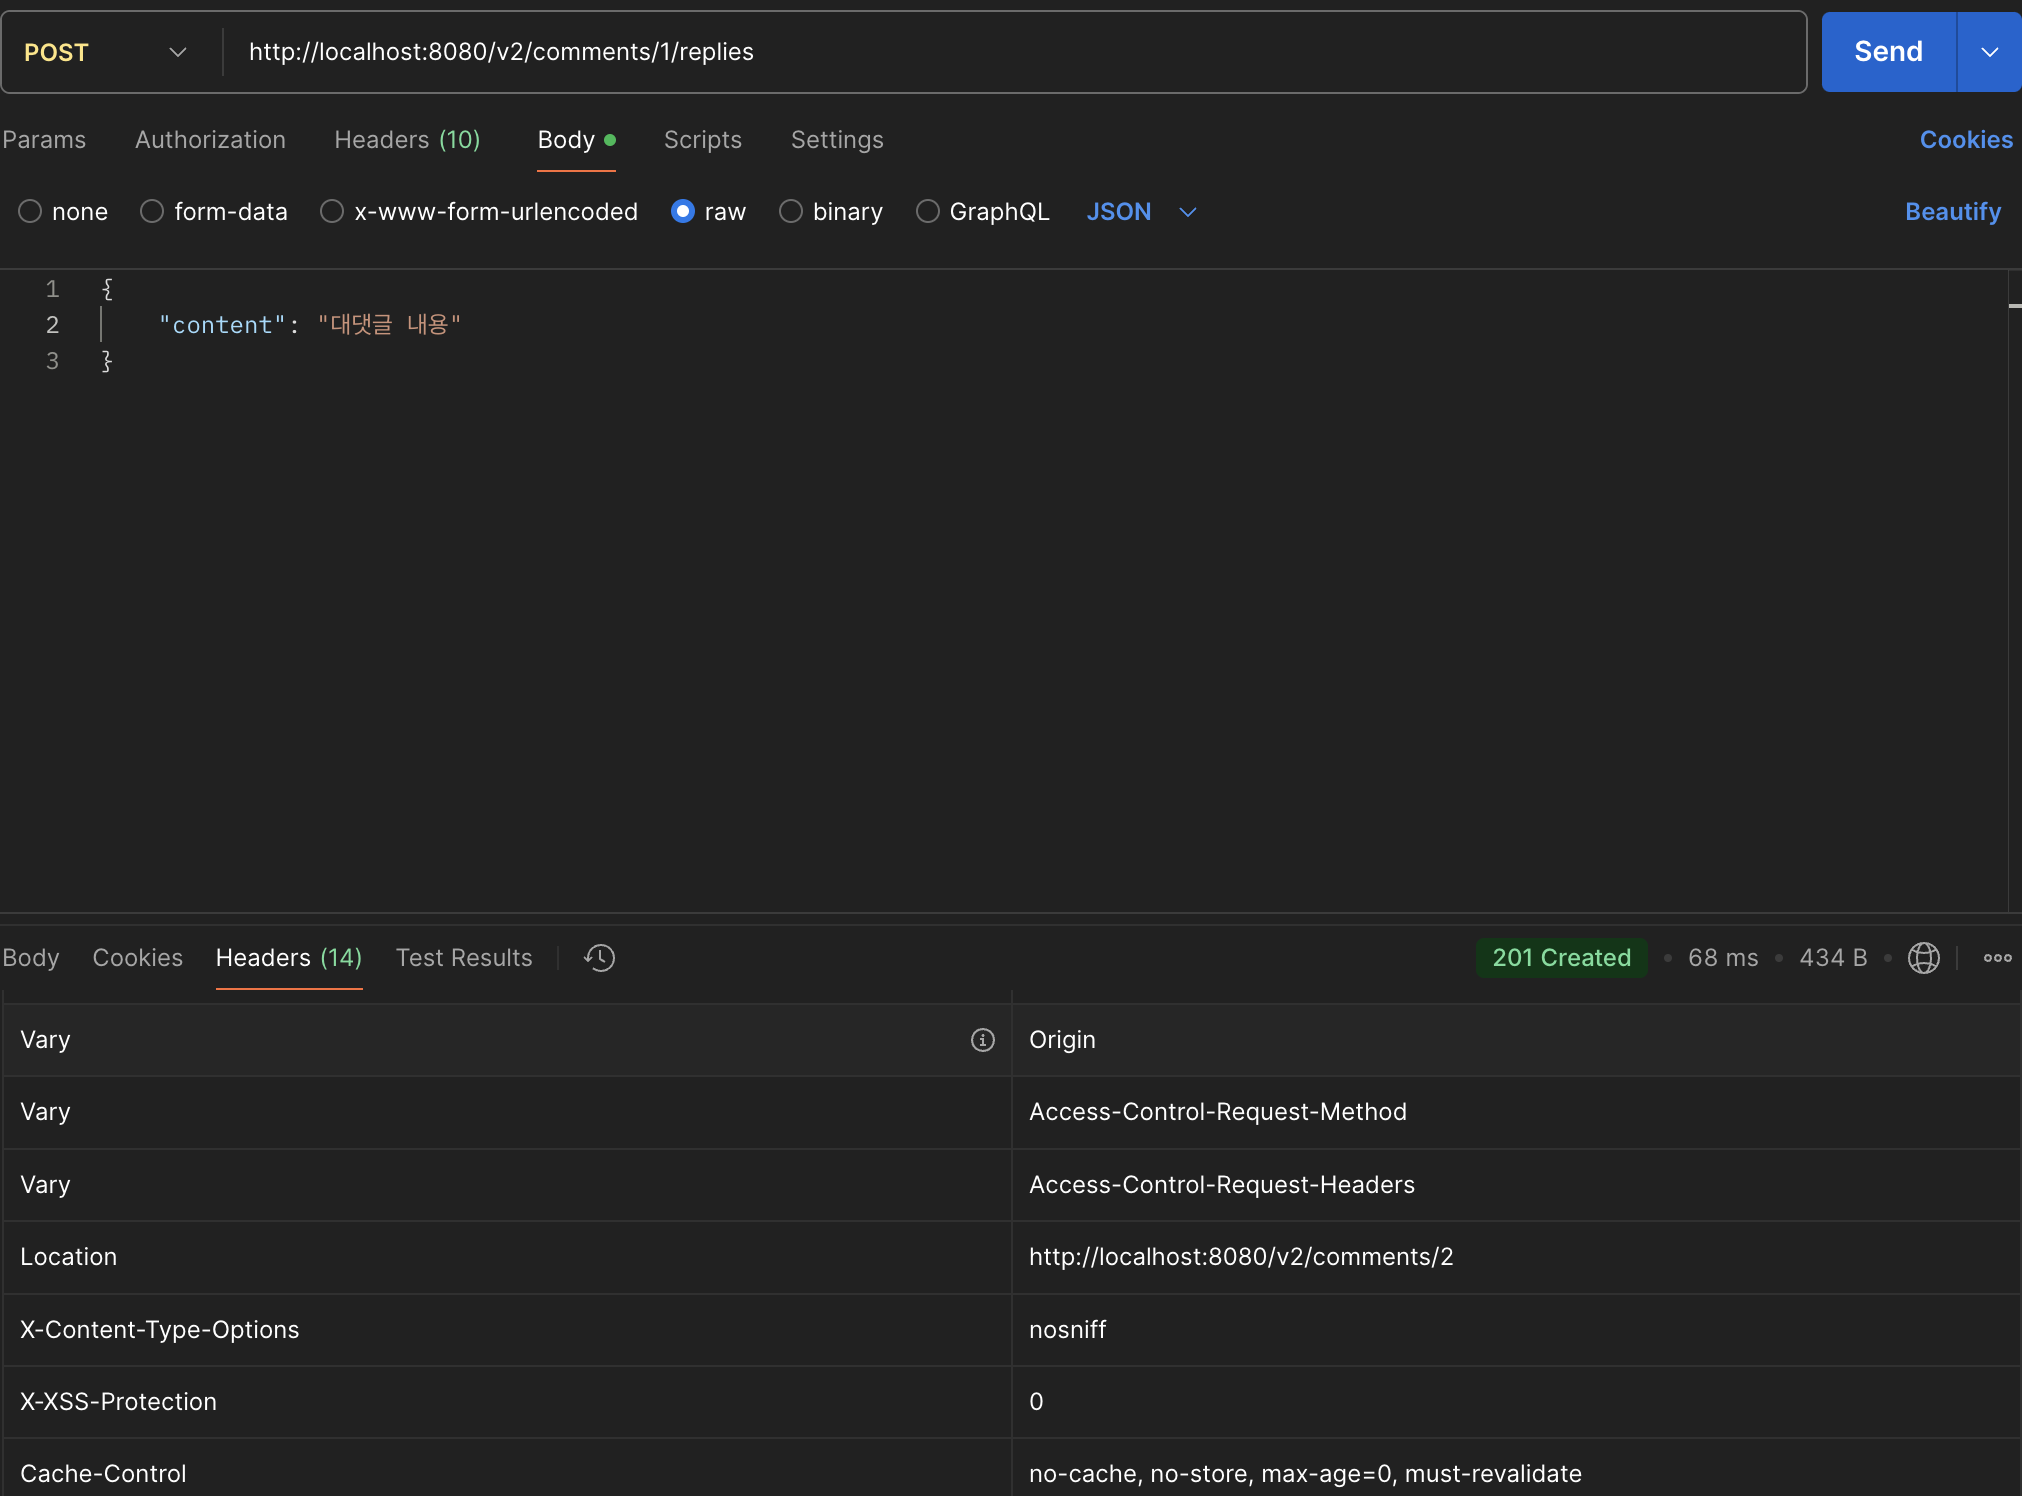 POST http://localhost:8080/v2/comments/1/replies Send
Params Authorization Headers (10) Body Scripts Settings Cookies
none form-data x-www-form-urlencoded raw binary GraphQL JSON Beautify
1 {
2 "content": "대댓글 내용"
3 }
Body Cookies Headers (14) Test Results 201 Created • 68 ms • 434 B •
Vary Origin
Vary Access-Control-Request-Method
Vary Access-Control-Request-Headers
Location http://localhost:8080/v2/comments/2
X-Content-Type-Options nosniff
X-XSS-Protection 0
Cache-Control no-cache, no-store, max-age=0, must-revalidate